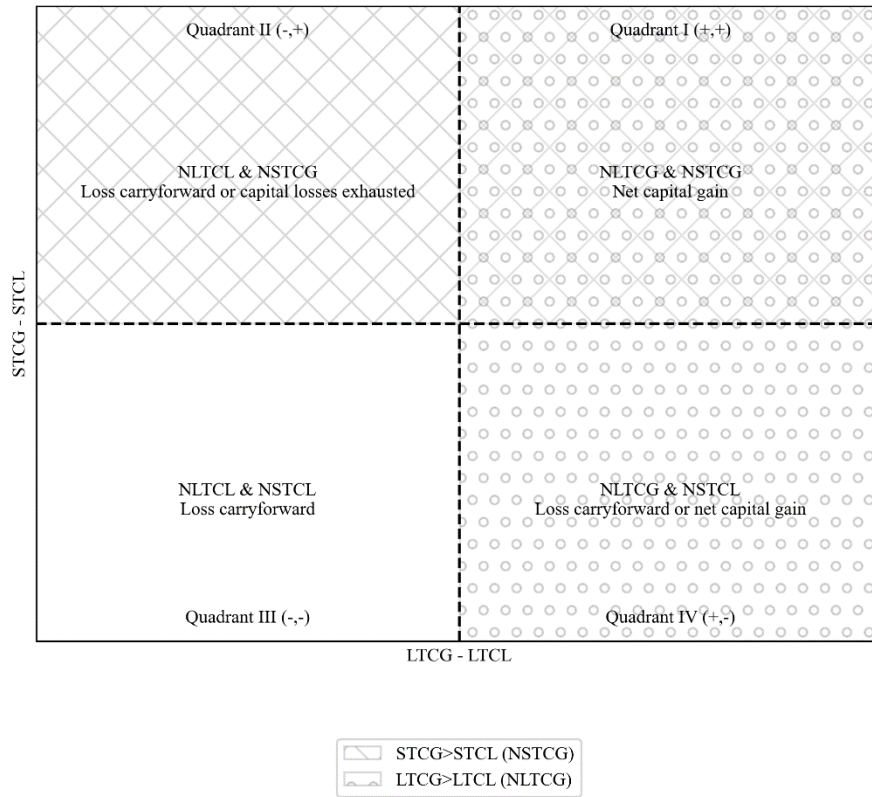 Quadrant II (-,+)
Quadrant I (+,+)
NLTCL & NSTCG
Loss carryforward or capital losses exhausted
NLTCG & NSTCG
Net capital gain
STCG - STCL
NLTCL & NSTCL
Loss carryforward
NLTCG & NSTCL
Loss carryforward or net capital gain
Quadrant III (-,-)
Quadrant IV (+,-)
LTCG - LTCL
STCG>STCL (NSTCG)
LTCG>LTCL (NLTCG)